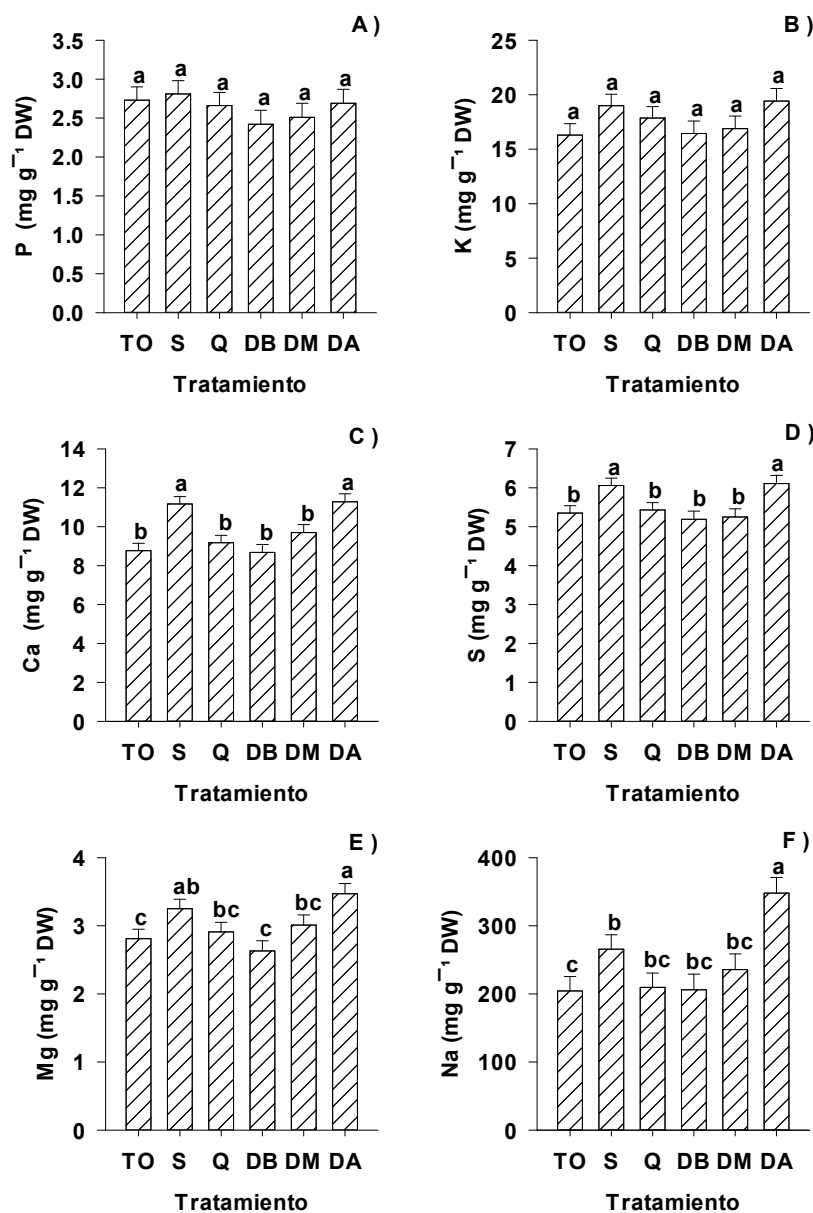 A )
P (mg g⁻¹ DW)
3.5
3.0
2.5
2.0
1.5
1.0
0.5
0.0
a a a a a a
TO S Q DB DM DA
Tratamiento
B )
K (mg g⁻¹ DW)
25
20
15
10
5
0
a a a a a a
TO S Q DB DM DA
Tratamiento
C )
Ca (mg g⁻¹ DW)
14
12
10
8
6
4
2
0
b a b b b a
TO S Q DB DM DA
Tratamiento
D )
S (mg g⁻¹ DW)
7
6
5
4
3
2
1
0
b a b b b a
TO S Q DB DM DA
Tratamiento
E )
Mg (mg g⁻¹ DW)
4
3
2
1
0
c ab bc c bc a
TO S Q DB DM DA
Tratamiento
F )
Na (mg g⁻¹ DW)
400
300
200
100
0
c b bc bc bc a
TO S Q DB DM DA
Tratamiento